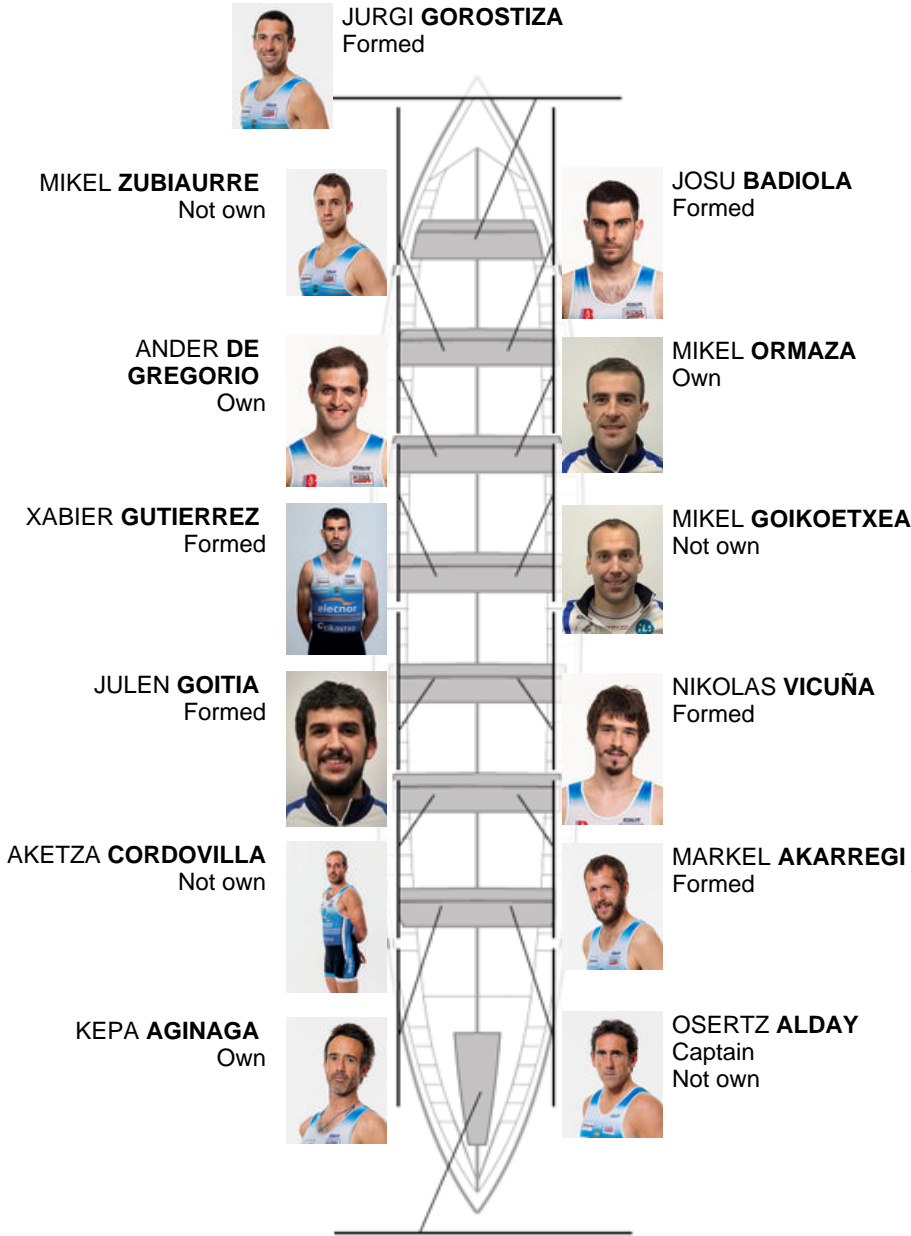 JURGI GOROSTIZA
Formed
MIKEL ZUBIAURRE
Not own
JOSU BADIOLA
Formed
ANDER DE
GREGORIO
Own
MIKEL ORMAZA
Own
XABIER GUTIERREZ
Formed
elecnor
MIKEL GOIKOETXEA
Not own
JULEN GOITIA
Formed
NIKOLAS VICUÑA
Formed
AKETZA CORDOVILLA
Not own
MARKEL AKARREGI
Formed
KEPA AGINAGA
Own
OSERTZ ALDAY
Captain
Not own